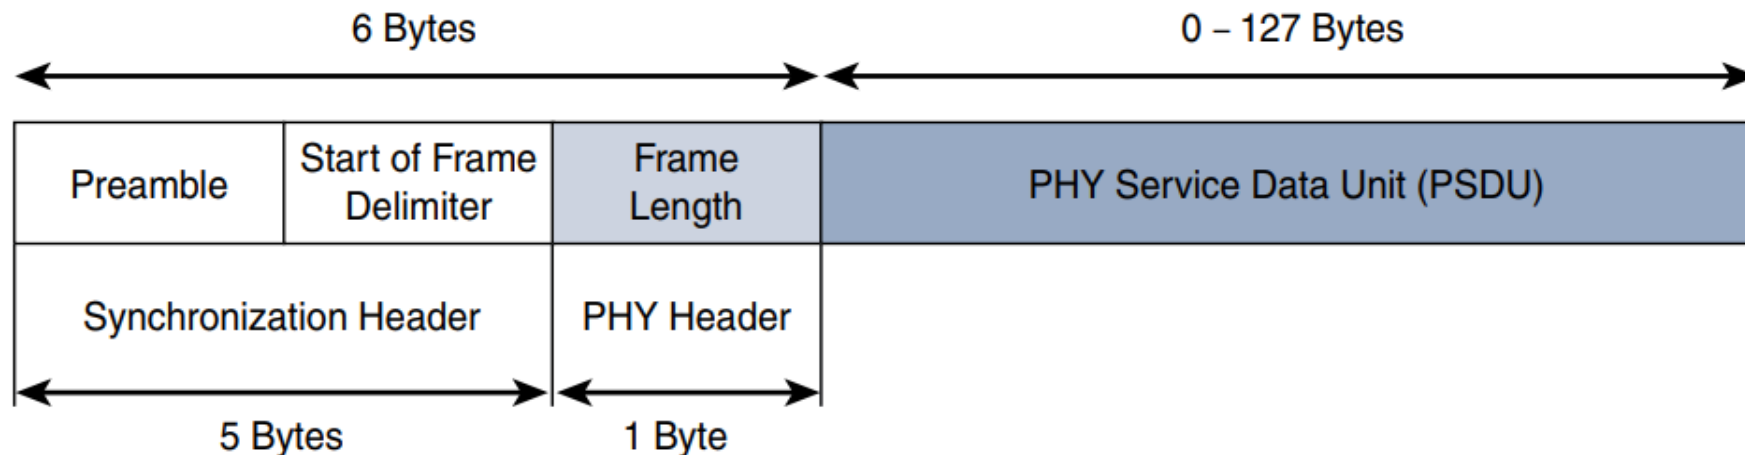 6 Bytes
0 – 127 Bytes
Preamble
Start of Frame
Delimiter
Frame
Length
PHY Service Data Unit (PSDU)
Synchronization Header
PHY Header
5 Bytes
1 Byte